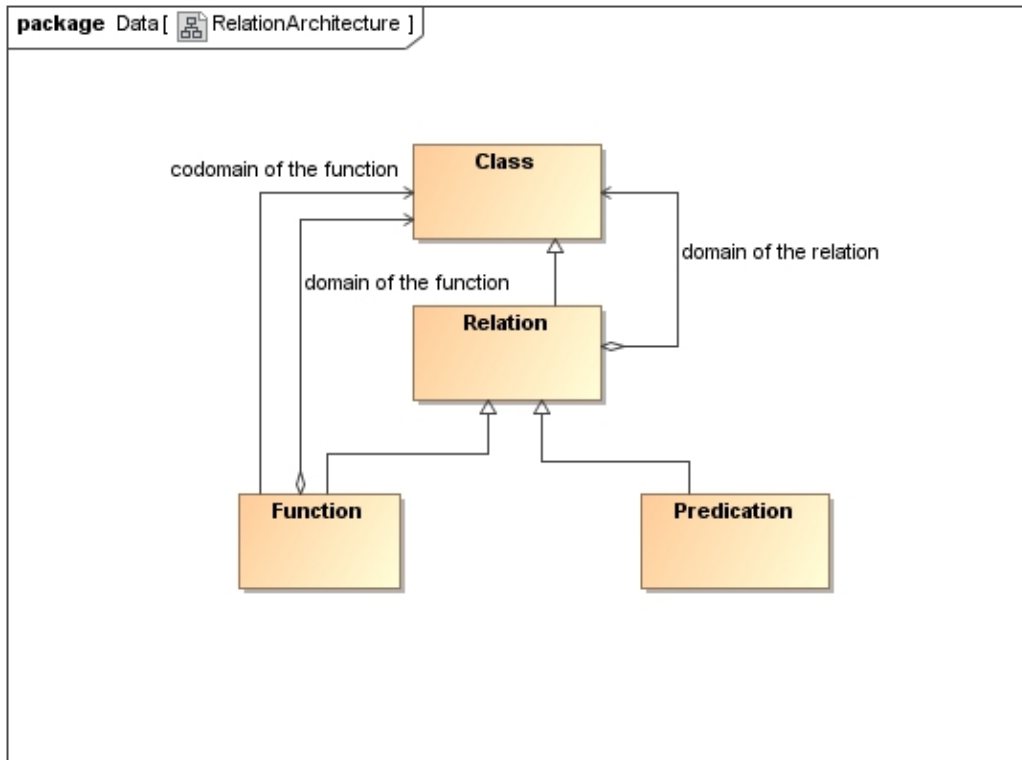 package Data [ RelationArchitecture ]
Class
codomain of the function
domain of the relation
domain of the function
Relation
Function
Predication